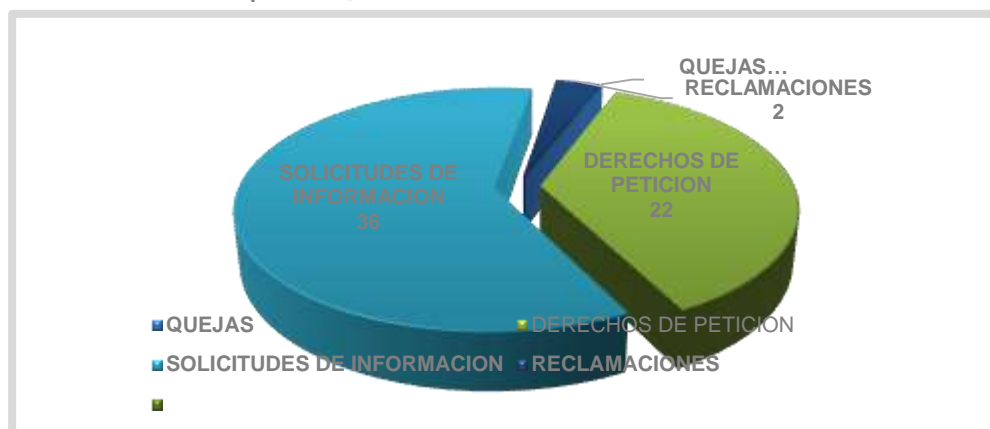 QUEJAS...
RECLAMACIONES
2
DERECHOS DE
PETICION
22
SOLICITUDES DE
INFORMACION
36
QUEJAS
DERECHOS DE PETICION
SOLICITUDES DE INFORMACION
RECLAMACIONES